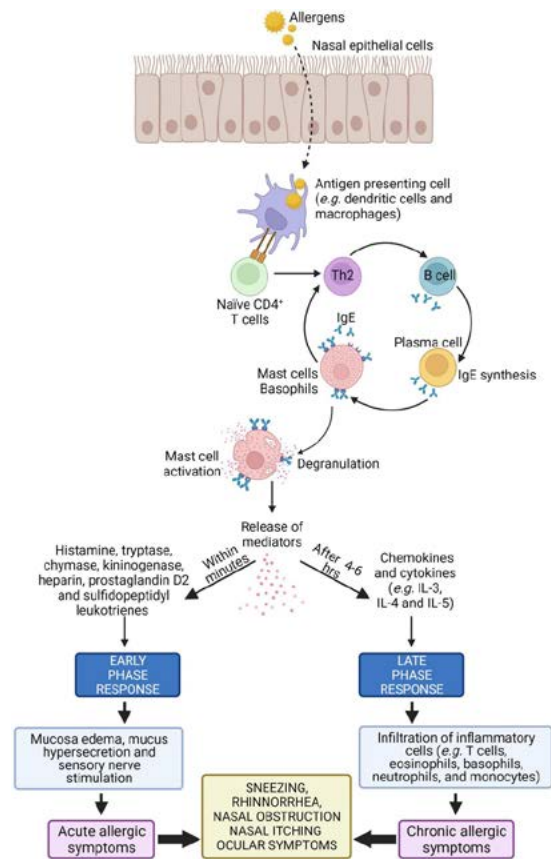 Allergens
Nasal epithelial cells
Antigen presenting cell
(e.g. dendritic cells and
macrophages)
Naïve CD4⁺
T cells
Th2
B cell
IgE
Plasma cell
Mast cells
Basophils
IgE synthesis
Mast cell
activation
Degranulation
Release of
mediators
Within
minutes
After 4-6
hrs
Histamine, tryptase,
chymase, kininogenase,
heparin, prostaglandin D2
and sulfidopeptidyl
leukotrienes
Chemokines
and cytokines
(e.g. IL-3,
IL-4 and IL-5)
EARLY
PHASE
RESPONSE
LATE
PHASE
RESPONSE
Mucosa edema, mucus
hypersecretion and
sensory nerve
stimulation
Infiltration of inflammatory
cells (e.g. T cells,
eosinophils, basophils,
neutrophils, and monocytes)
SNEEZING,
RHINNORRHEA,
NASAL OBSTRUCTION
NASAL ITCHING
OCULAR SYMPTOMS
Acute allergic
symptoms
Chronic allergic
symptoms